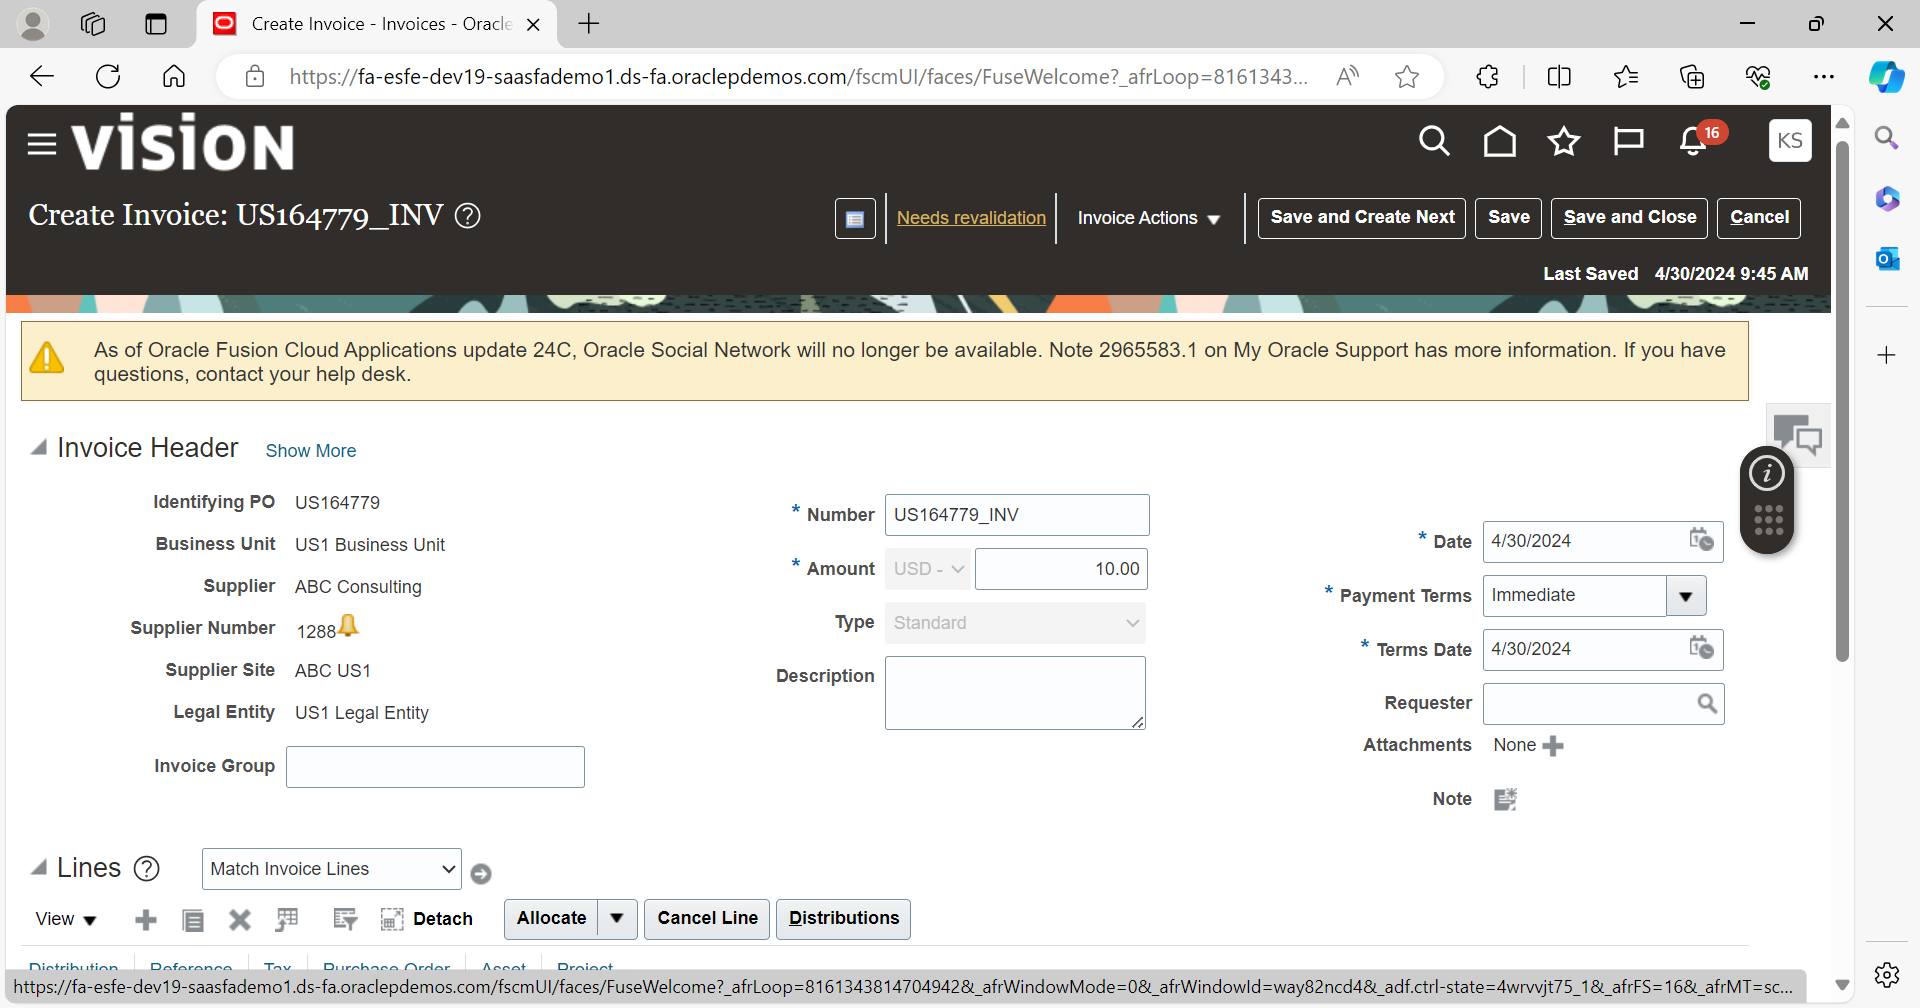 Create Invoice - Invoices - Oracle
https://fa-esfe-dev19-saasfademo1.ds-fa.oraclepdemos.com/fscmUI/faces/FuseWelcome?_afrLoop=8161343...
vision
16
KS
Create Invoice: US164779_INV ?
Needs revalidation
Invoice Actions
Save and Create Next
Save
Save and Close
Cancel
Last Saved 4/30/2024 9:45 AM
As of Oracle Fusion Cloud Applications update 24C, Oracle Social Network will no longer be available. Note 2965583.1 on My Oracle Support has more information. If you have
questions, contact your help desk.
Invoice Header Show More
Identifying PO US164779
Business Unit US1 Business Unit
Supplier ABC Consulting
Supplier Number 1288
Supplier Site ABC US1
Legal Entity US1 Legal Entity
Invoice Group
* Number US164779_INV
* Amount USD - 10.00
Type Standard
Description
* Date 4/30/2024
* Payment Terms Immediate
* Terms Date 4/30/2024
Requester
Attachments None
Note
Lines ? Match Invoice Lines
View Detach Allocate Cancel Line Distributions
Distribution Reference Tax Purchase Order Asset Project
https://fa-esfe-dev19-saasfademo1.ds-fa.oraclepdemos.com/fscmUI/faces/FuseWelcome?_afrLoop=8161343814704942&_afrWindowMode=0&_afrWindowId=way82ncd4&_adf.ctrl-state=4wrvvjt75_1&_afrFS=16&_afrMT=sc...